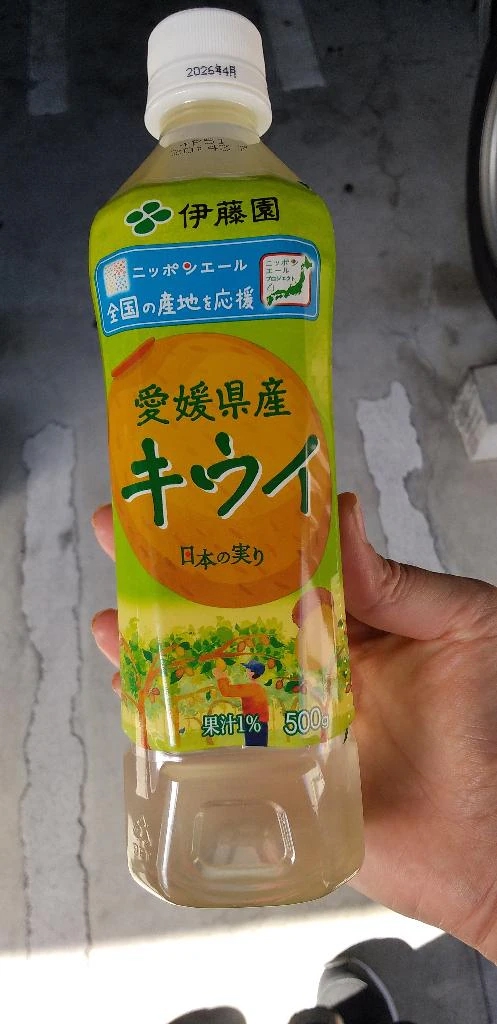 2026年4月
伊藤園
ニッポンエール
全国の産地を応援
ニッポン
エール
プロジェクト
愛媛県産
キウイ
日本の実り
果汁1%
500g